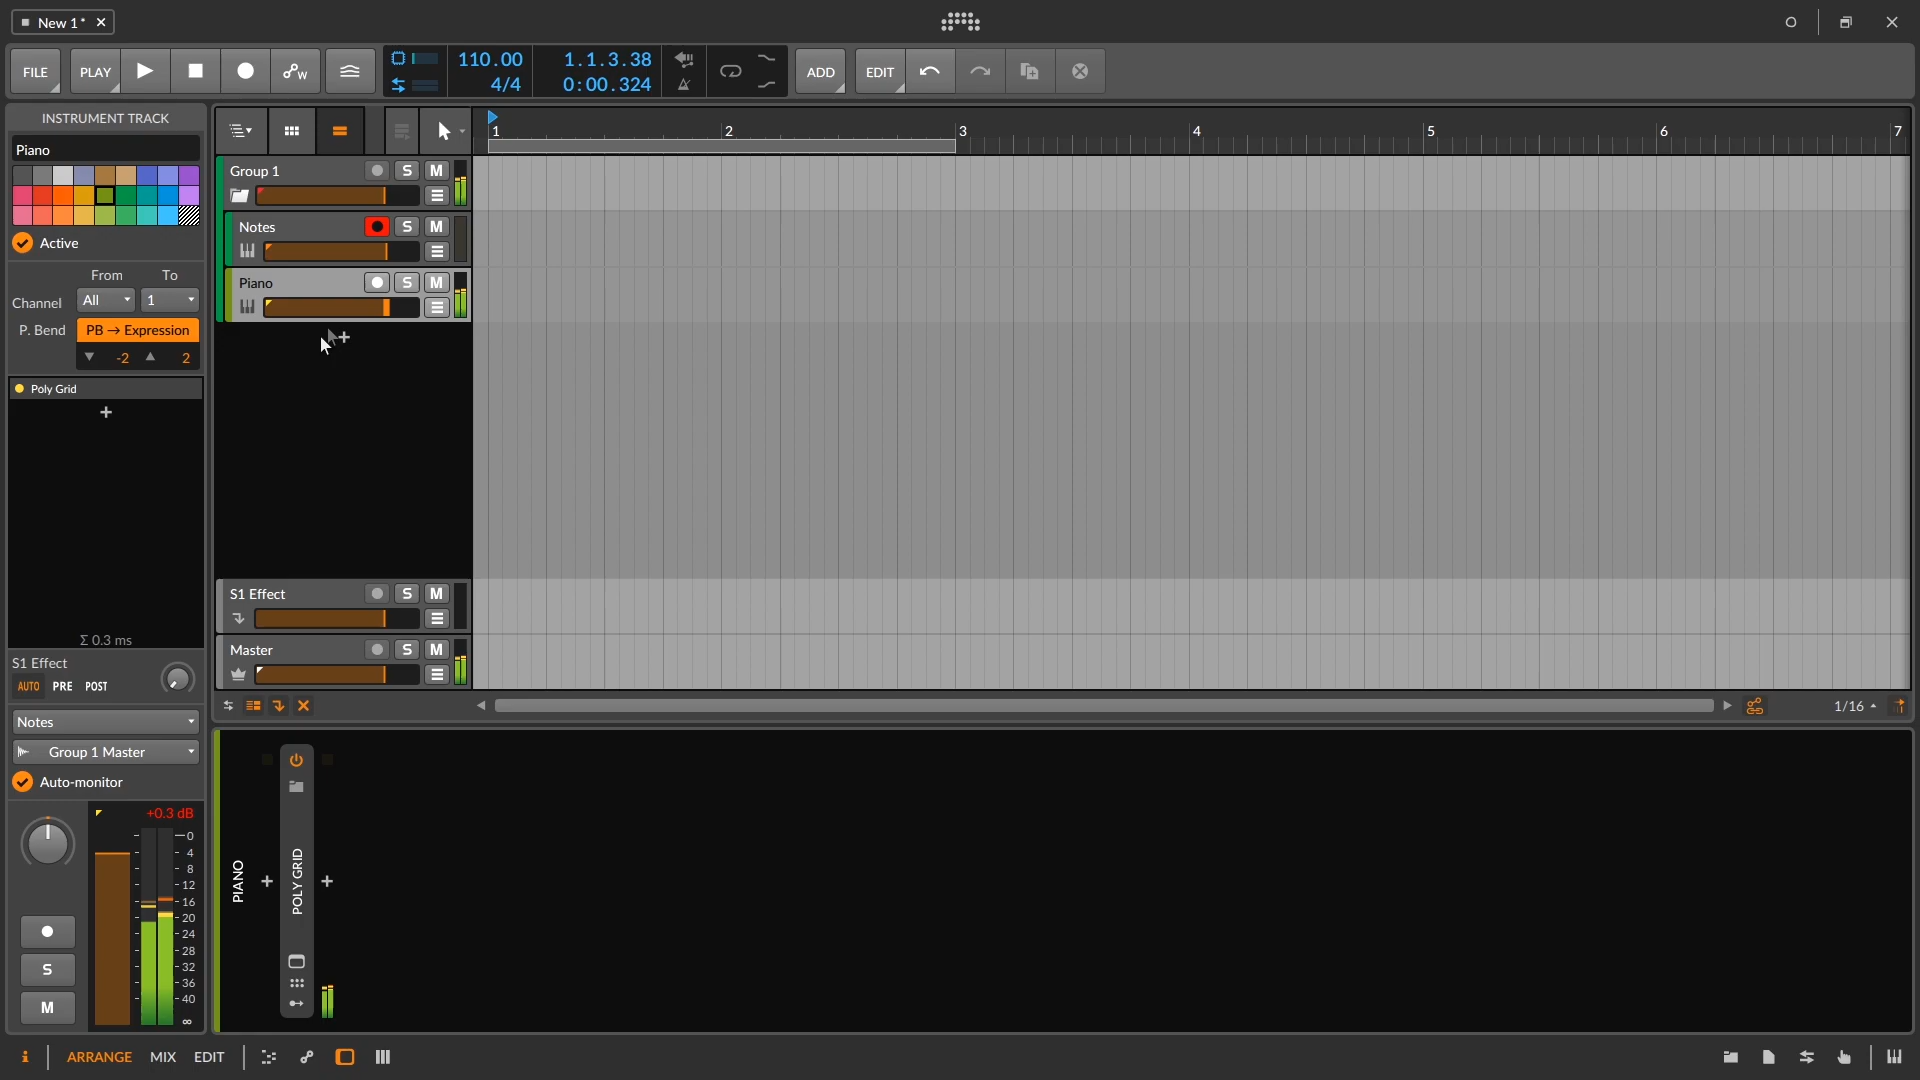 New 1*
FILE PLAY 110.00 4/4 1.1.3.38 0:00.324 ADD EDIT
INSTRUMENT TRACK
Piano
Active
From To
Channel All 1
P. Bend PB → Expression
-2 2
Poly Grid
+
Σ 0.3 ms
S1 Effect
AUTO PRE POST
Notes
Group 1 Master
Auto-monitor
+0.3 dB
0
4
8
12
16
20
24
28
32
36
40
∞
S
M
1 2 3 4 5 6 7
Group 1 S M
Notes S M
Piano S M
S1 Effect S M
Master S M
1/16
PIANO
+
POLY GRID
+
i ARRANGE MIX EDIT